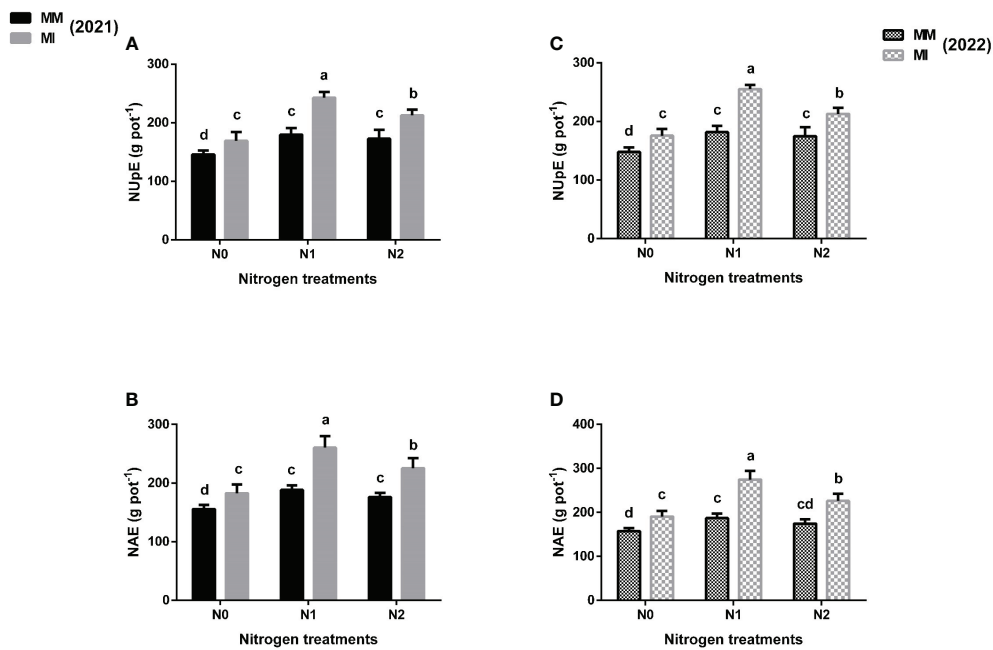 MM
MI
(2021)
A
300
200
100
0
NUpE (g pot⁻¹)
d
c
c
a
c
b
N0
N1
N2
Nitrogen treatments
MM
MI
(2022)
C
300
200
100
0
NUpE (g pot⁻¹)
d
c
c
a
c
b
N0
N1
N2
Nitrogen treatments
B
300
200
100
0
NAE (g pot⁻¹)
d
c
c
a
c
b
N0
N1
N2
Nitrogen treatments
D
400
300
200
100
0
NAE (g pot⁻¹)
d
c
c
a
cd
b
N0
N1
N2
Nitrogen treatments